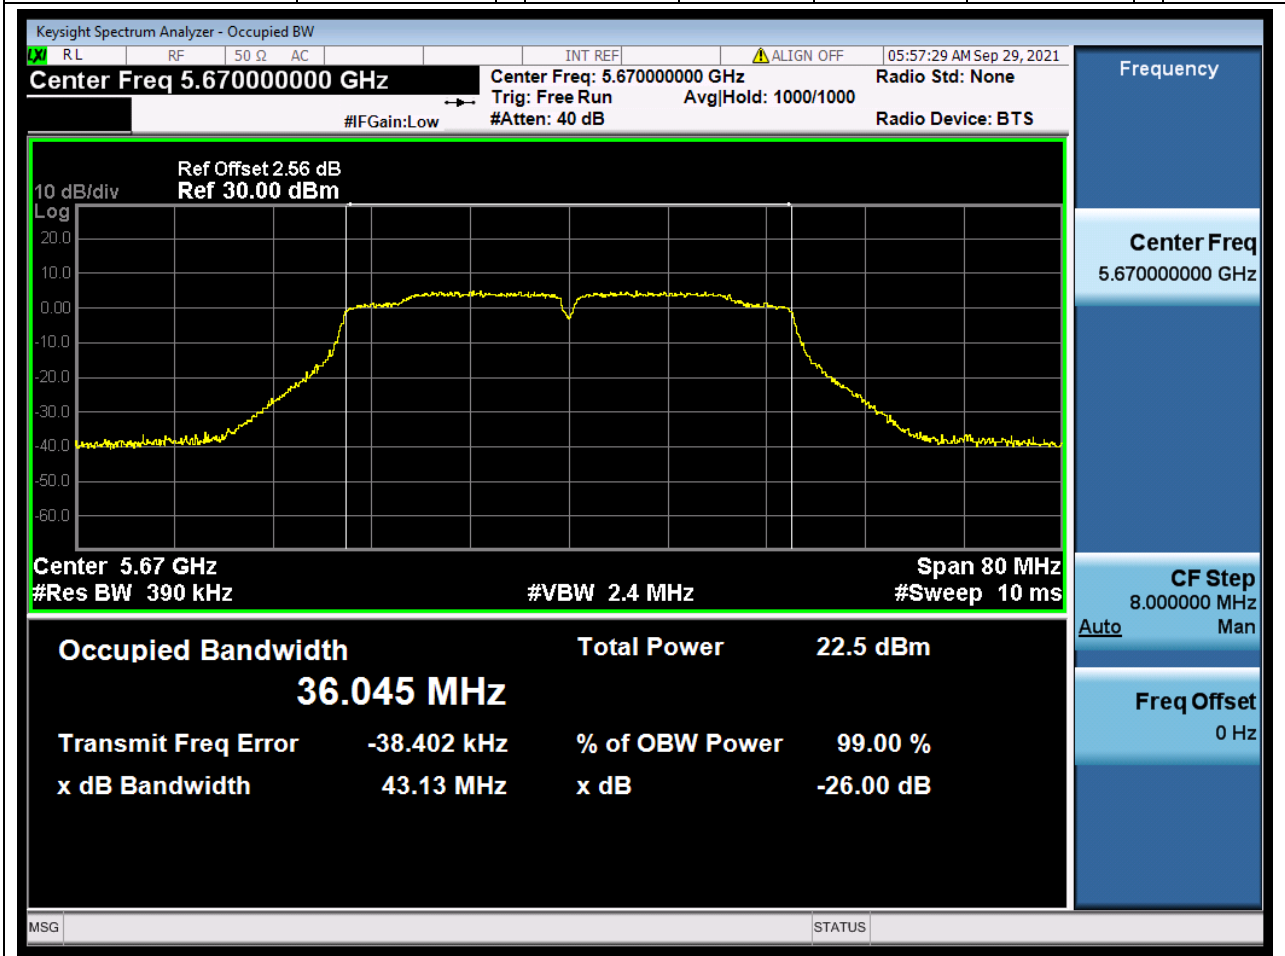 Keysight Spectrum Analyzer - Occupied BW
LXI RL RF 50 Ω AC INT REF ALIGN OFF 05:57:29 AM Sep 29, 2021
Center Freq 5.670000000 GHz
Center Freq: 5.670000000 GHz
Radio Std: None
Trig: Free Run Avg|Hold: 1000/1000
#IFGain:Low
#Atten: 40 dB
Radio Device: BTS
Ref Offset 2.56 dB
10 dB/div Ref 30.00 dBm
Log
20.0
10.0
0.00
-10.0
-20.0
-30.0
-40.0
-50.0
-60.0
Center 5.67 GHz Span 80 MHz
#Res BW 390 kHz #VBW 2.4 MHz #Sweep 10 ms
Occupied Bandwidth Total Power 22.5 dBm
36.045 MHz
Transmit Freq Error -38.402 kHz % of OBW Power 99.00 %
x dB Bandwidth 43.13 MHz x dB -26.00 dB
Frequency
Center Freq
5.670000000 GHz
CF Step
8.000000 MHz
Auto Man
Freq Offset
0 Hz
MSG STATUS